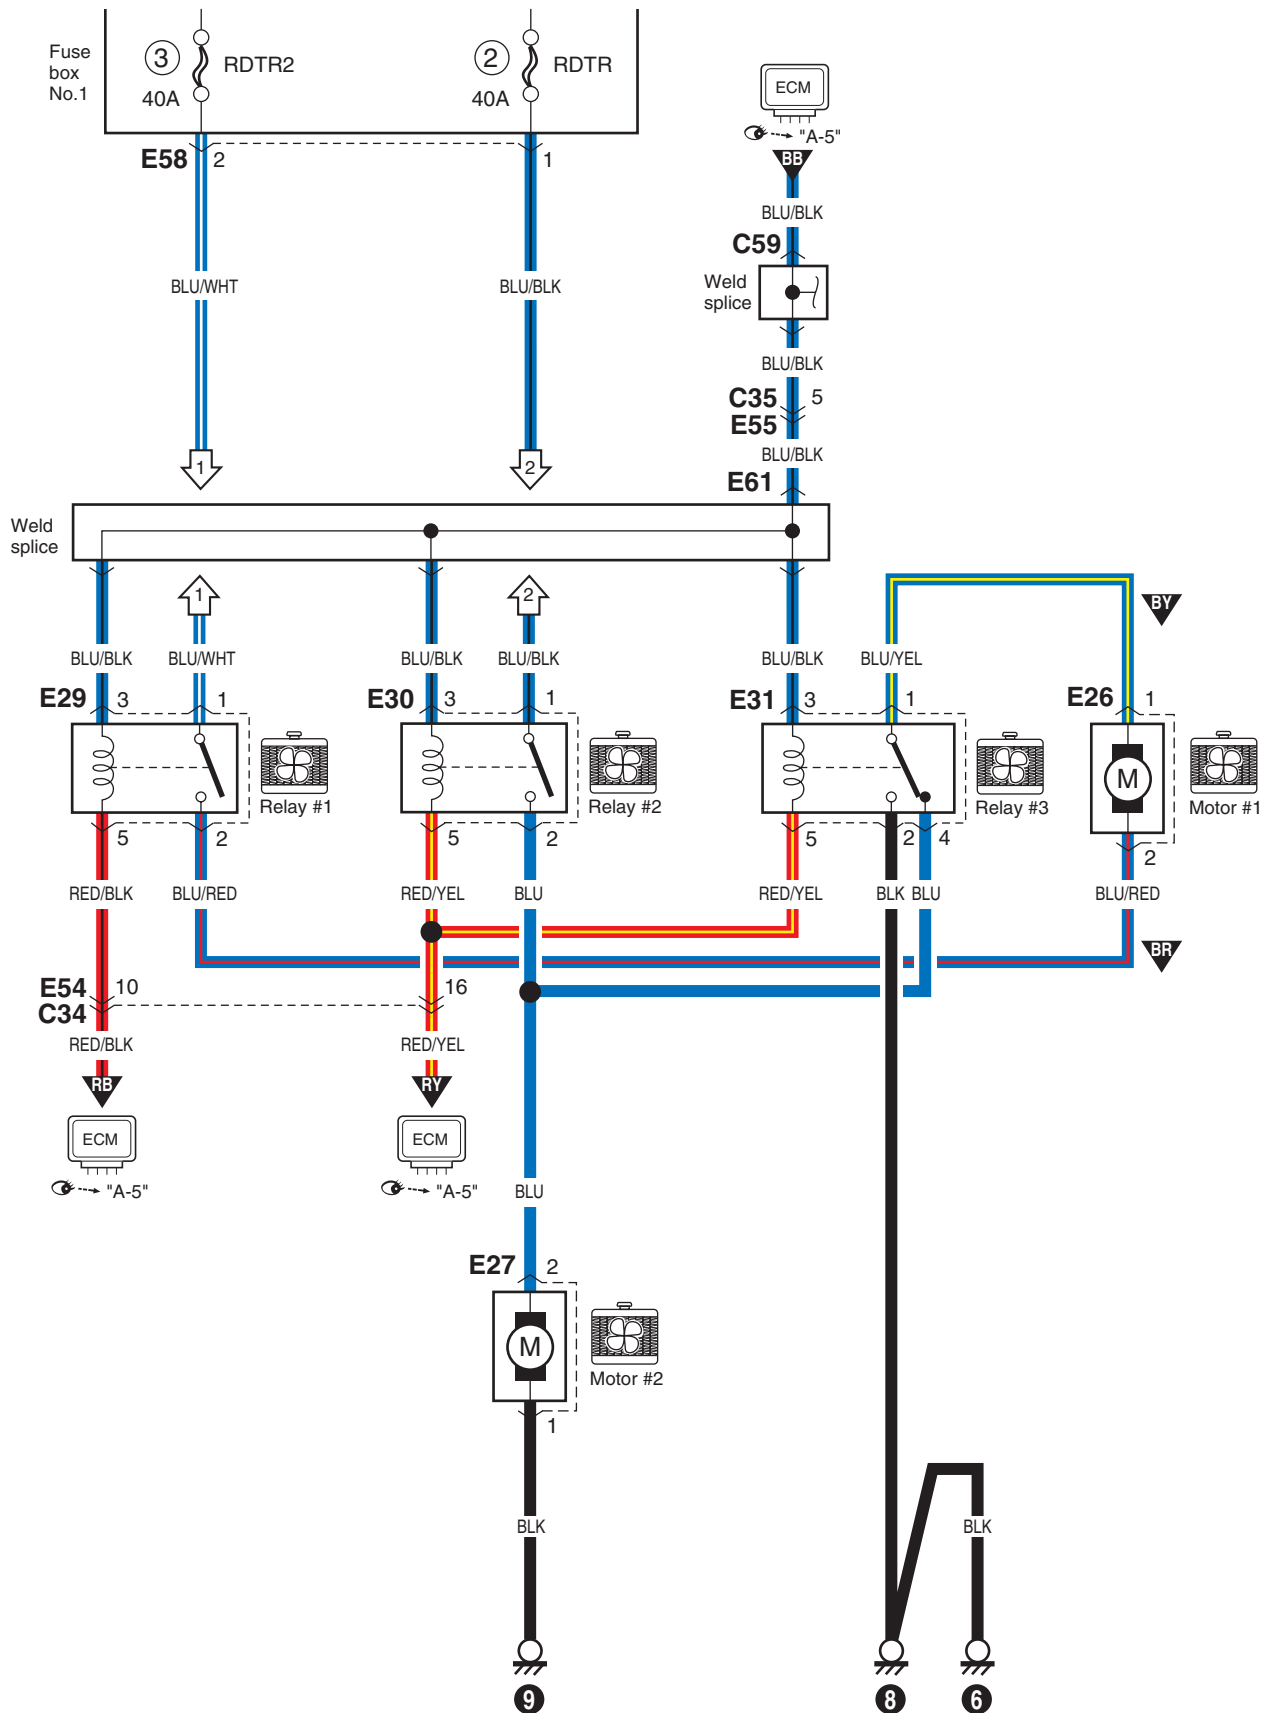 Fuse
box
No.1
3
RDTR2
40A
2
RDTR
40A
ECM
"A-5"
BB
E58
2
1
BLU/WHT
BLU/BLK
BLU/BLK
C59
Weld
splice
BLU/BLK
C35
5
E55
BLU/BLK
E61
1
2
Weld
splice
1
2
BY
BLU/BLK
BLU/WHT
BLU/BLK
BLU/BLK
BLU/BLK
BLU/YEL
E29
3
1
E30
3
1
E31
3
1
E26
1
Relay #1
Relay #2
Relay #3
M
Motor #1
5
2
5
2
5
2
4
2
RED/BLK
BLU/RED
RED/YEL
BLU
RED/YEL
BLK
BLU
BLU/RED
BR
E54
10
16
C34
RED/BLK
RED/YEL
RB
RY
ECM
ECM
"A-5"
"A-5"
BLU
E27
2
M
Motor #2
1
BLK
BLK
9
8
6